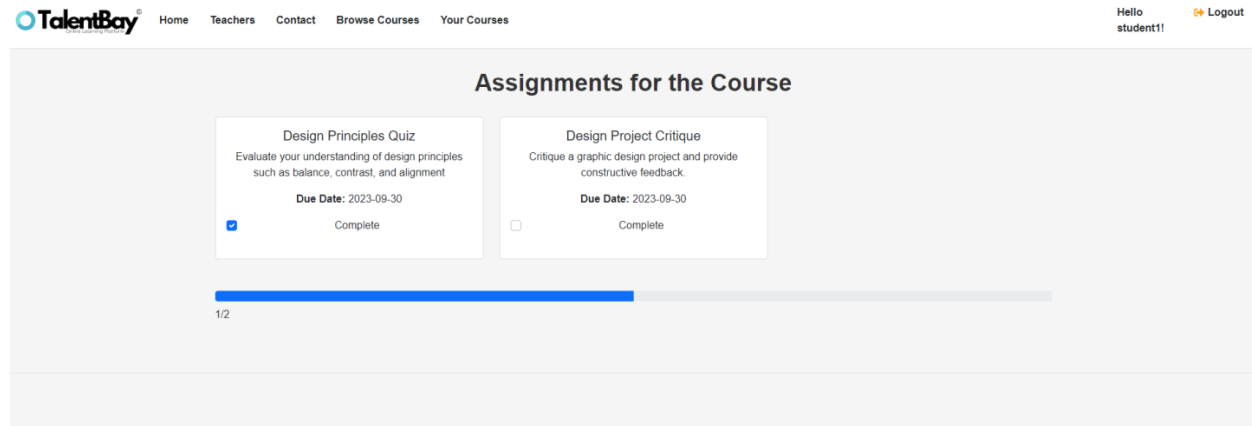 TalentBay©
Online Learning Platform
Home
Teachers
Contact
Browse Courses
Your Courses
Hello
student1!
Logout
Assignments for the Course
Design Principles Quiz
Evaluate your understanding of design principles
such as balance, contrast, and alignment
Due Date: 2023-09-30
Complete
Design Project Critique
Critique a graphic design project and provide
constructive feedback.
Due Date: 2023-09-30
Complete
1/2